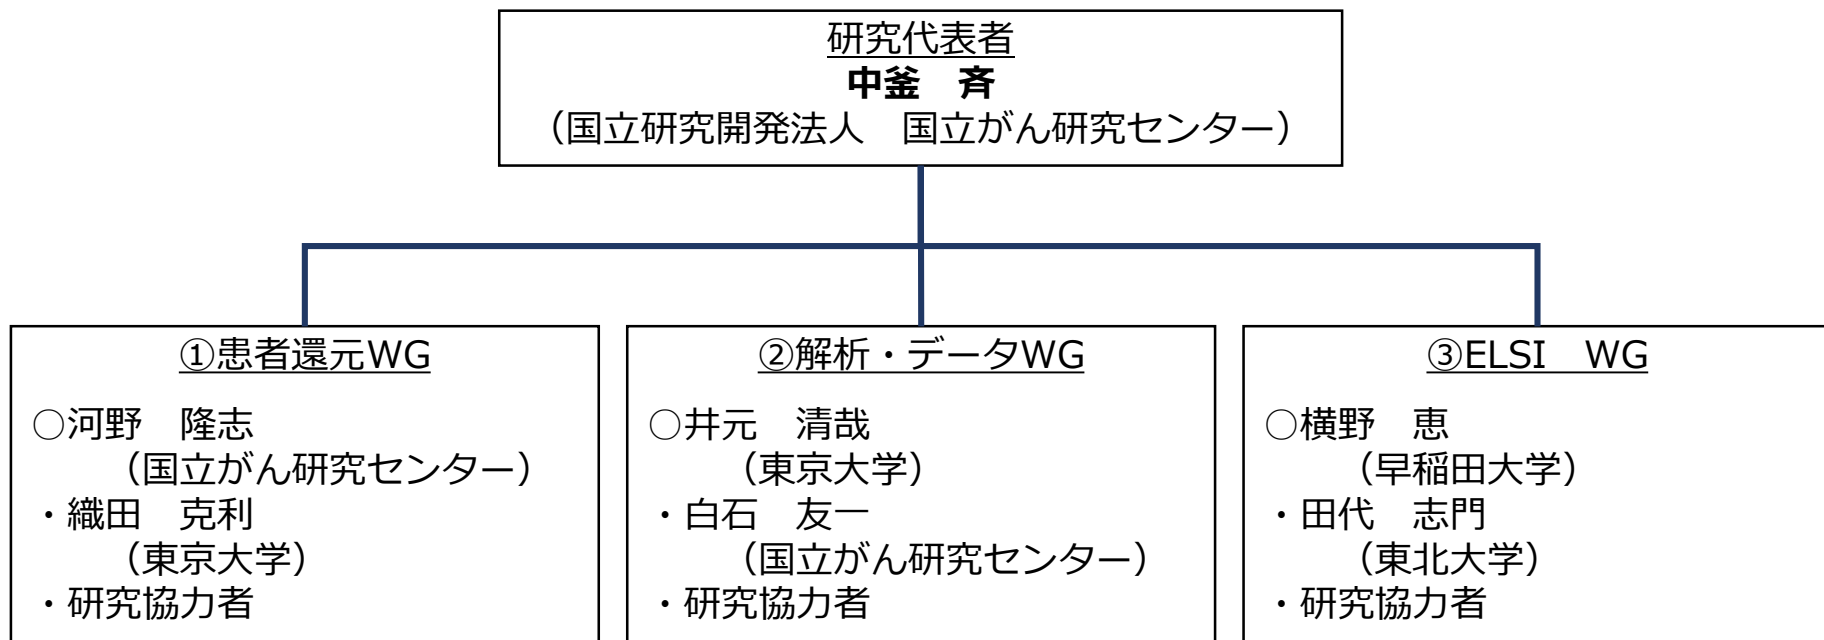 研究代表者
中釜　斉
（国立研究開発法人　国立がん研究センター）
①患者還元WG
○河野　隆志
（国立がん研究センター）
・織田　克利
（東京大学）
・研究協力者
②解析・データWG
○井元　清哉
（東京大学）
・白石　友一
（国立がん研究センター）
・研究協力者
③ELSI　WG
○横野　恵
（早稲田大学）
・田代　志門
（東北大学）
・研究協力者